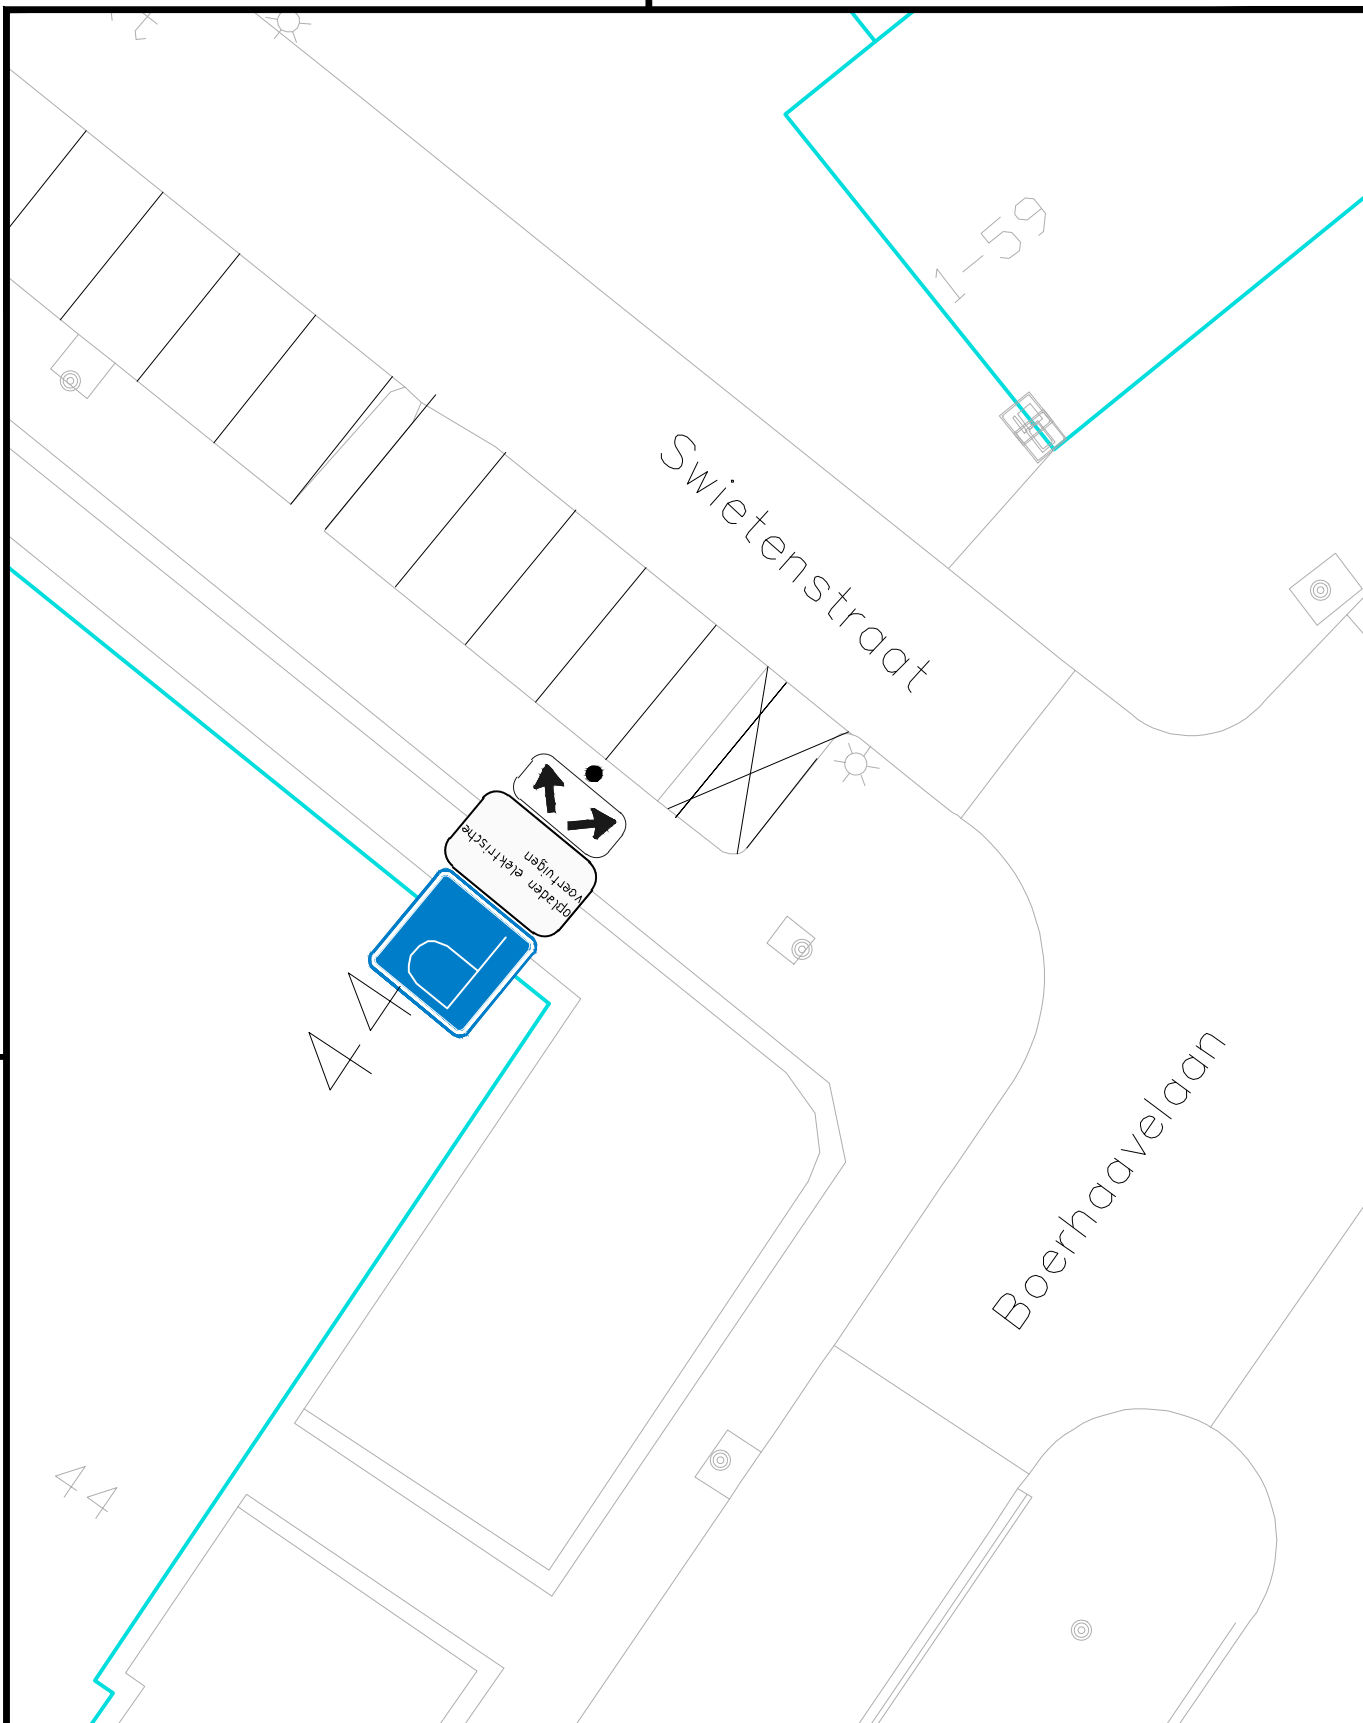 1-59
Swietenstraat
opladen elektrische
voertuigen
P
44
Boerhaavelaan
44